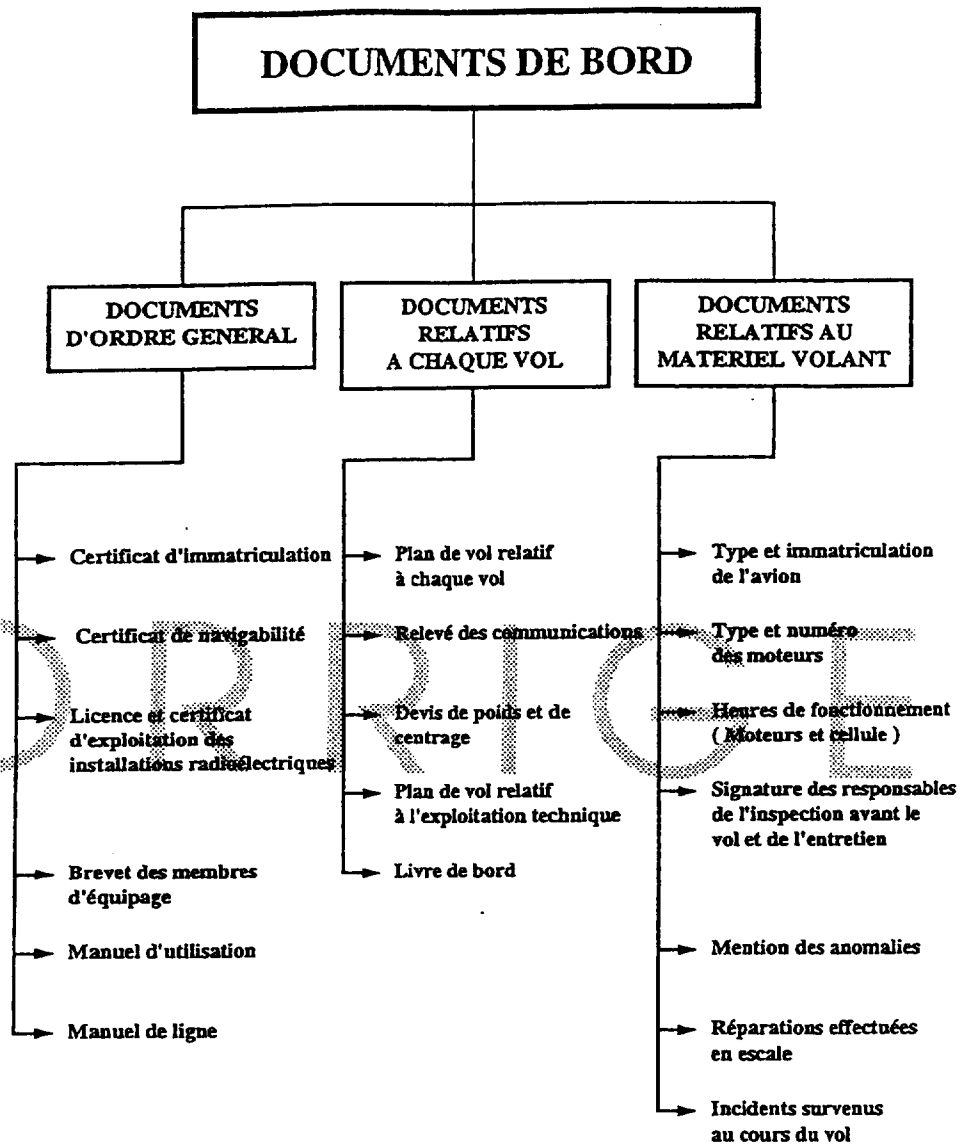 DOCUMENTS DE BORD
DOCUMENTS
D'ORDRE GENERAL
Certificat d'immatriculation
Certificat de navigabilité
Licence et certificat
d'exploitation des
installations radioélectriques
Brevet des membres
d'équipage
Manuel d'utilisation
Manuel de ligne
DOCUMENTS
RELATIFS
A CHAQUE VOL
Plan de vol relatif
à chaque vol
Relevé des communications
Devis de poids et de
centrage
Plan de vol relatif
à l'exploitation technique
Livre de bord
DOCUMENTS
RELATIFS AU
MATERIEL VOLANT
Type et immatriculation
de l'avion
Type et numéro
des moteurs
Heures de fonctionnement
( Moteurs et cellule )
Signature des responsables
de l'inspection avant le
vol et de l'entretien
Mention des anomalies
Réparations effectuées
en escale
Incidents survenus
au cours du vol